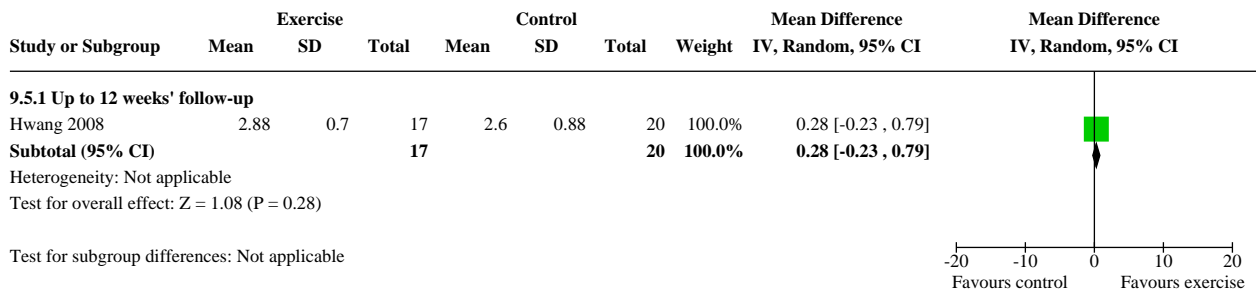 Exercise Control Mean Difference Mean Difference
Study or Subgroup Mean SD Total Mean SD Total Weight IV, Random, 95% CI IV, Random, 95% CI
9.5.1 Up to 12 weeks' follow-up
Hwang 2008 2.88 0.7 17 2.6 0.88 20 100.0% 0.28 [-0.23 , 0.79]
Subtotal (95% CI) 17 20 100.0% 0.28 [-0.23 , 0.79]
Heterogeneity: Not applicable
Test for overall effect: Z = 1.08 (P = 0.28)
Test for subgroup differences: Not applicable
-20 -10 0 10 20
Favours control Favours exercise